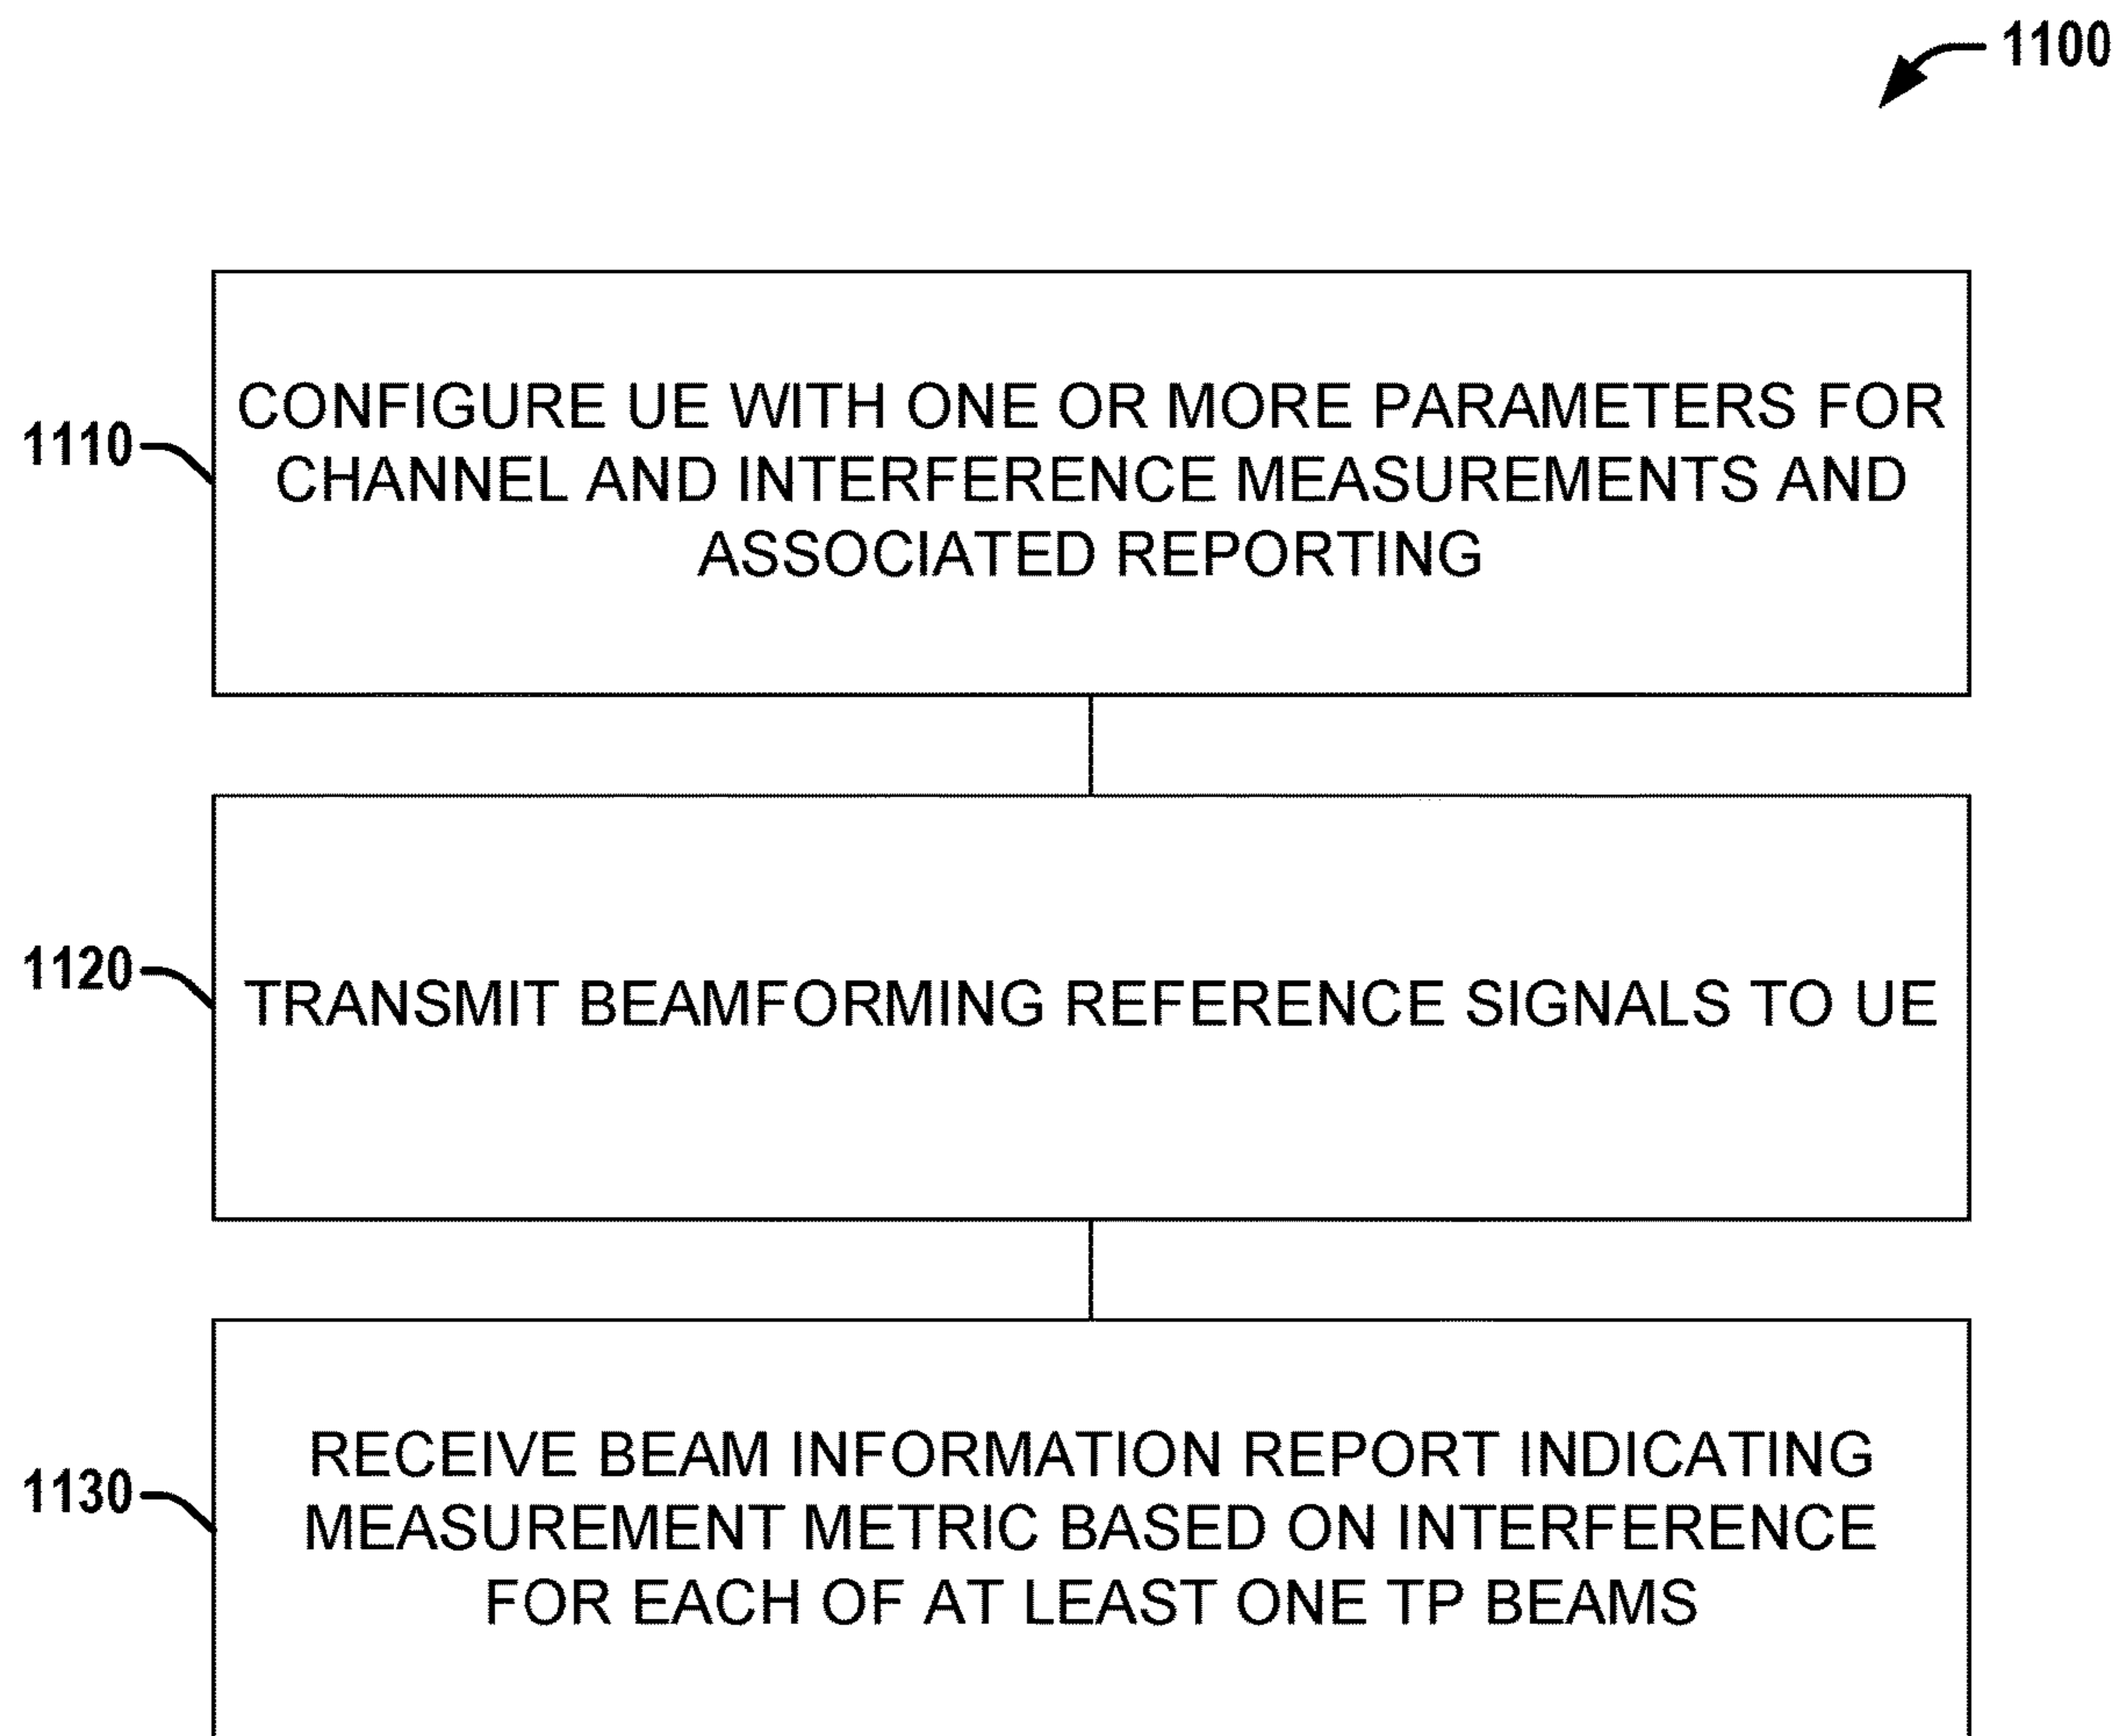 1100
1110
CONFIGURE UE WITH ONE OR MORE PARAMETERS FOR
CHANNEL AND INTERFERENCE MEASUREMENTS AND
ASSOCIATED REPORTING
1120
TRANSMIT BEAMFORMING REFERENCE SIGNALS TO UE
1130
RECEIVE BEAM INFORMATION REPORT INDICATING
MEASUREMENT METRIC BASED ON INTERFERENCE
FOR EACH OF AT LEAST ONE TP BEAMS